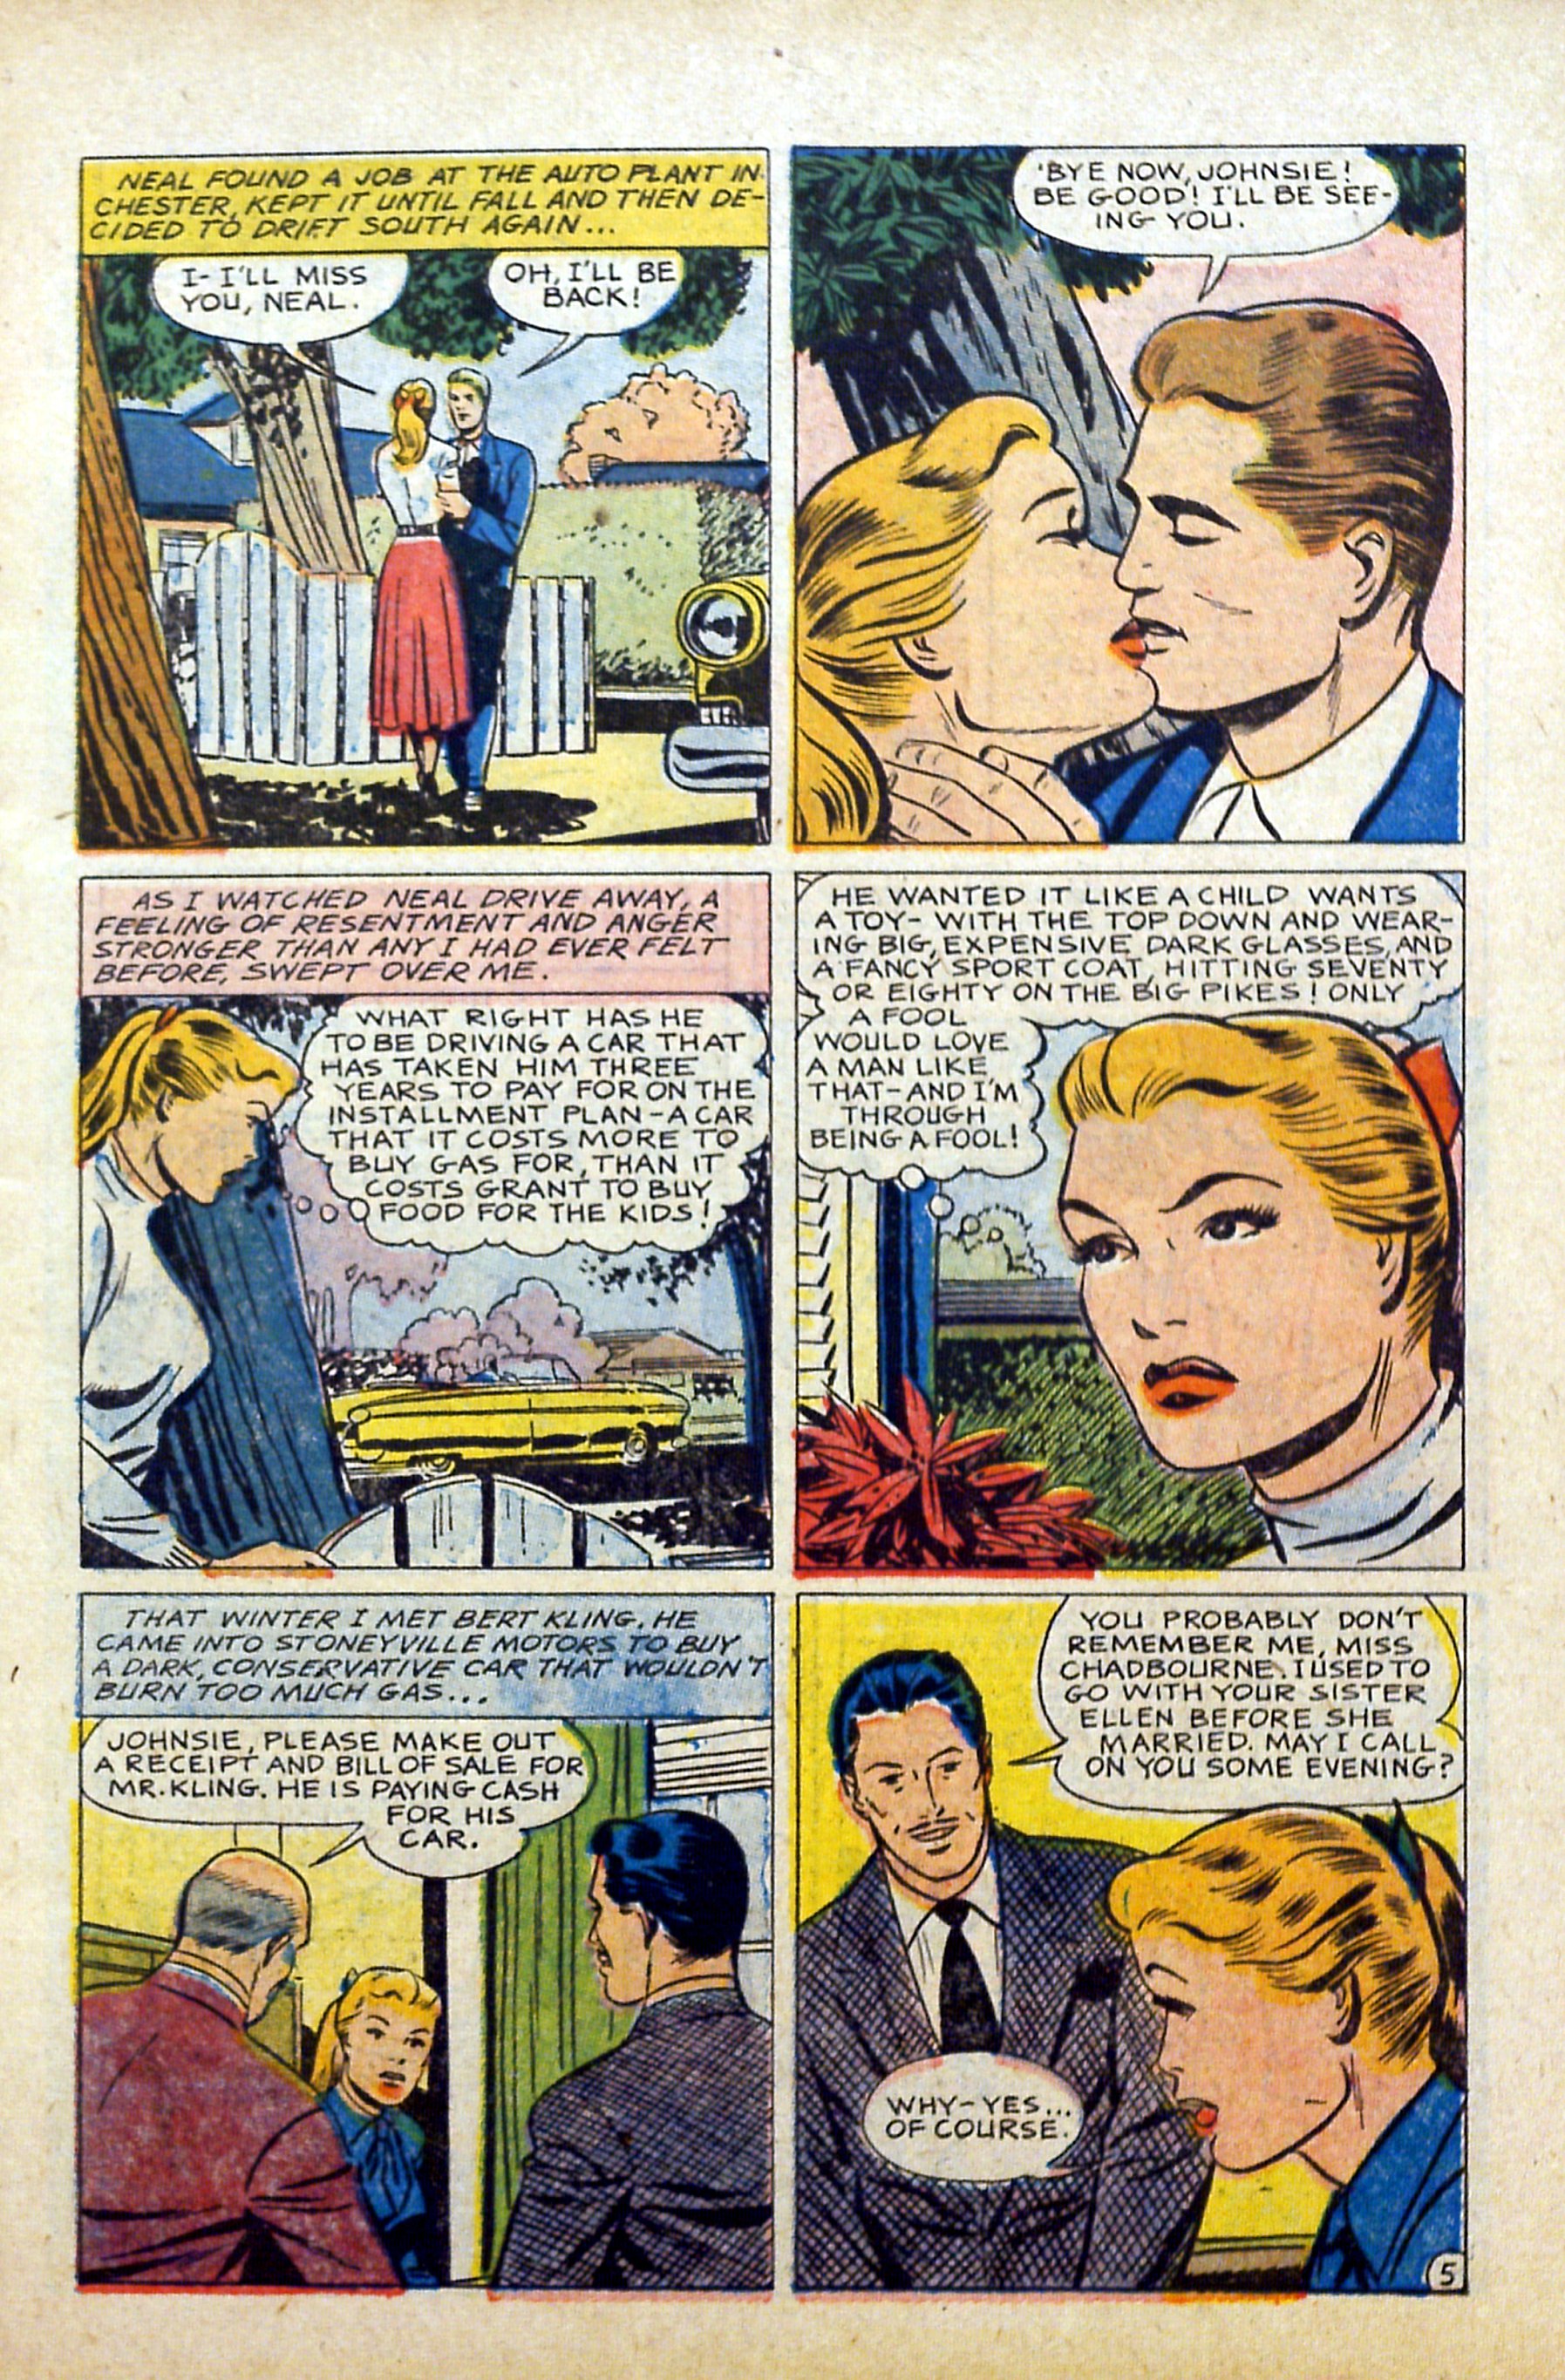 NEAL FOUND A JOB AT THE AUTO PLANT IN
CHESTER, KEPT IT UNTIL FALL AND THEN DE-
CIDED TO DRIFT SOUTH AGAIN...
I-I'LL MISS
YOU, NEAL.
OH, I'LL BE
BACK!
'BYE NOW, JOHNSIE!
BE GOOD! I'LL BE SEE-
ING YOU.
AS I WATCHED NEAL DRIVE AWAY, A
FEELING OF RESENTMENT AND ANGER
STRONGER THAN ANY I HAD EVER FELT
BEFORE, SWEPT OVER ME.
WHAT RIGHT HAS HE
TO BE DRIVING A CAR THAT
HAS TAKEN HIM THREE
YEARS TO PAY FOR ON THE
INSTALLMENT PLAN-A CAR
THAT IT COSTS MORE TO
BUY GAS FOR, THAN IT
COSTS GRANT TO BUY
FOOD FOR THE KIDS!
HE WANTED IT LIKE A CHILD WANTS
A TOY-WITH THE TOP DOWN AND WEAR-
ING BIG, EXPENSIVE DARK GLASSES, AND
A FANCY SPORT COAT, HITTING SEVENTY
OR EIGHTY ON THE BIG PIKES! ONLY
A FOOL
WOULD LOVE
A MAN LIKE
THAT-AND I'M
THROUGH
BEING A FOOL!
THAT WINTER I MET BERT KLING. HE
CAME INTO STONEYVILLE MOTORS TO BUY
A DARK, CONSERVATIVE CAR THAT WOULDN'T
BURN TOO MUCH GAS...
JOHNSIE, PLEASE MAKE OUT
A RECEIPT AND BILL OF SALE FOR
MR. KLING. HE IS PAYING CASH
FOR HIS
CAR.
YOU PROBABLY DON'T
REMEMBER ME, MISS
CHADBOURNE. I USED TO
GO WITH YOUR SISTER
ELLEN BEFORE SHE
MARRIED. MAY I CALL
ON YOU SOME EVENING?
WHY-YES...
OF COURSE.
5